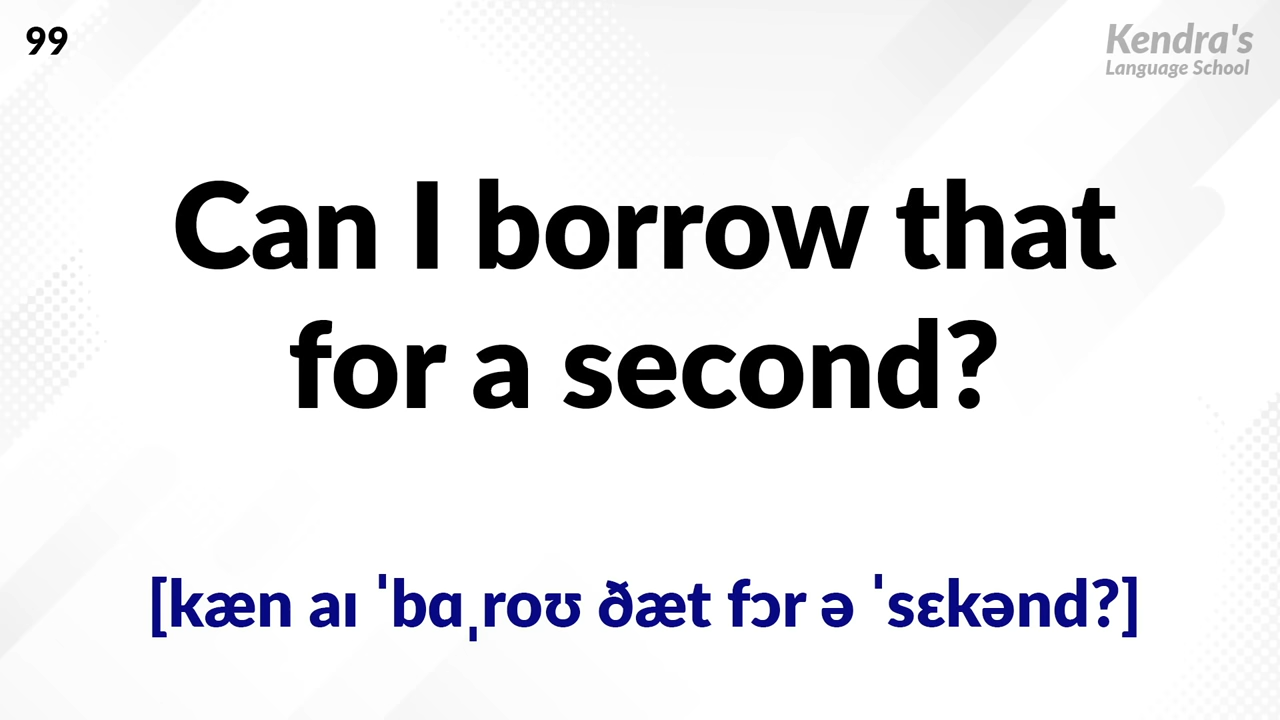 99
Kendra's
Language School
Can I borrow that
for a second?
[kæn aɪ ˈbɑˌroʊ ðæt fɔr ə ˈsɛkənd?]